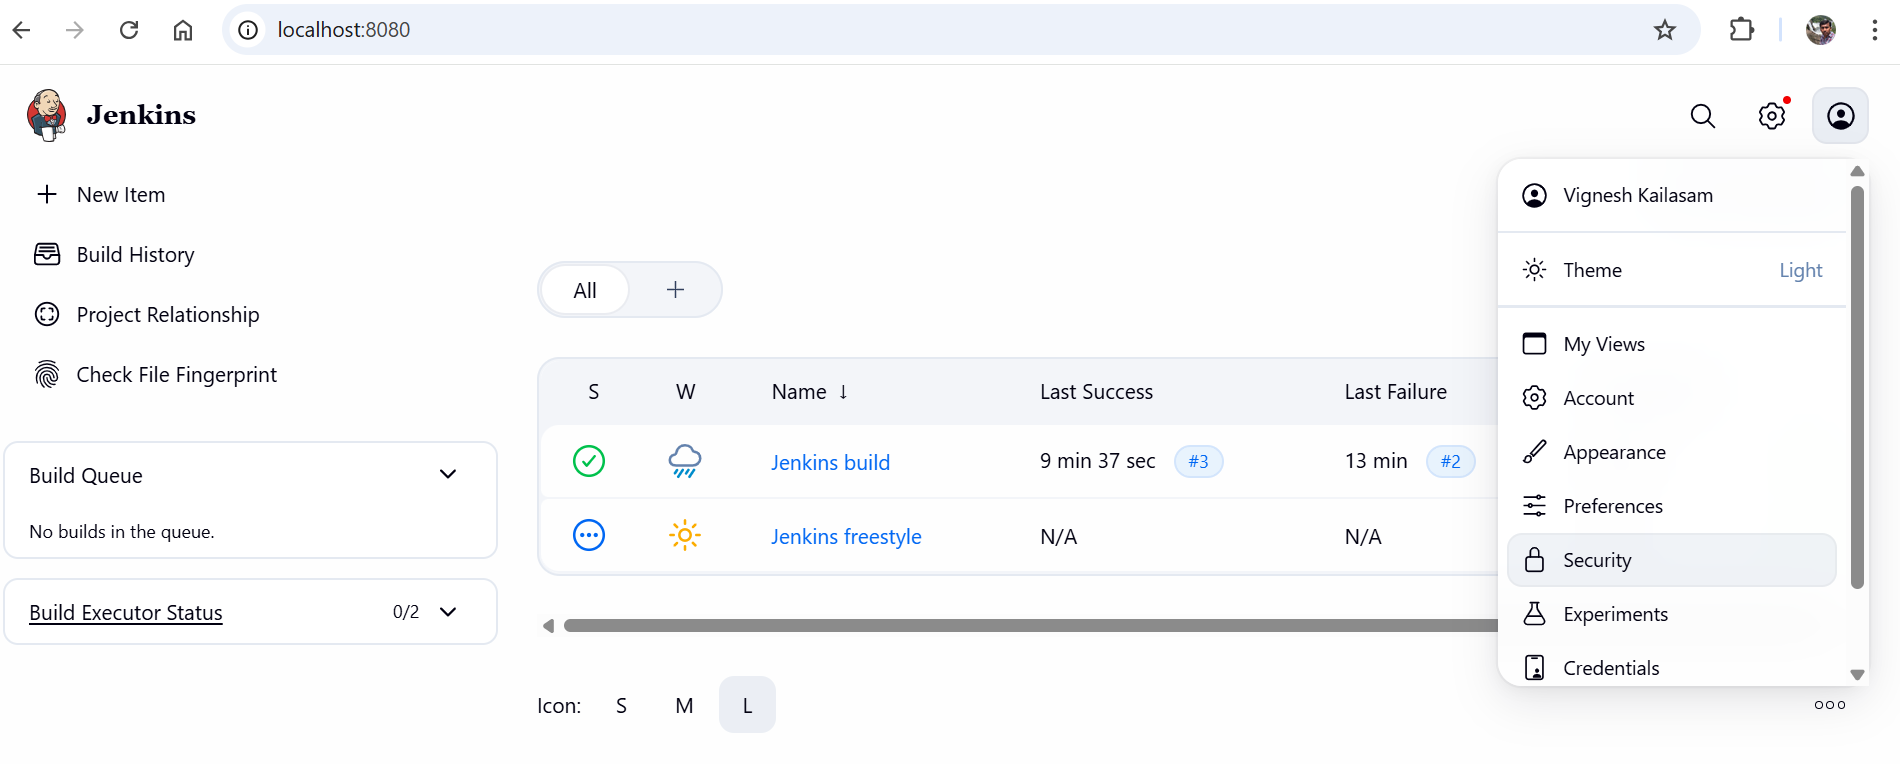 localhost:8080
Jenkins
New Item
Build History
Project Relationship
Check File Fingerprint
Build Queue
No builds in the queue.
Build Executor Status 0/2
All +
S W Name ↓ Last Success Last Failure
Jenkins build 9 min 37 sec #3 13 min #2
Jenkins freestyle N/A N/A
Icon: S M L
Vignesh Kailasam
Theme Light
My Views
Account
Appearance
Preferences
Security
Experiments
Credentials